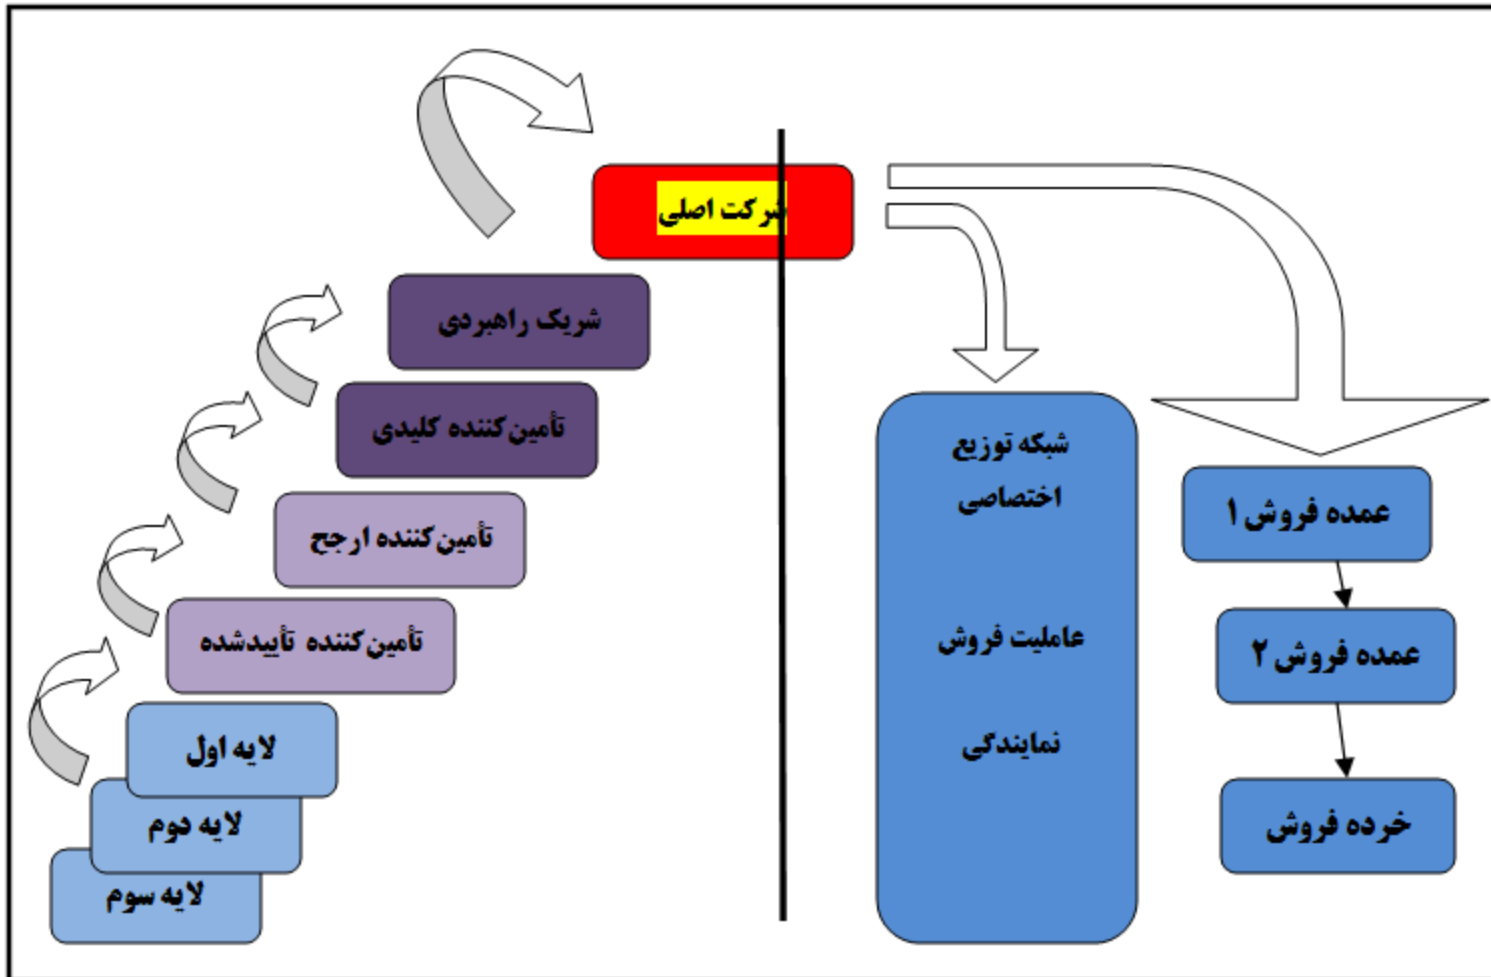 شرکت اصلی
شریک راهبردی
تأمین‌کننده کلیدی
تأمین‌کننده ارجح
تأمین‌کننده تأییدشده
لایه اول
لایه دوم
لایه سوم
شبکه توزیع
اختصاصی
عاملیت فروش
نمایندگی
عمده فروش ۱
عمده فروش ۲
خرده فروش